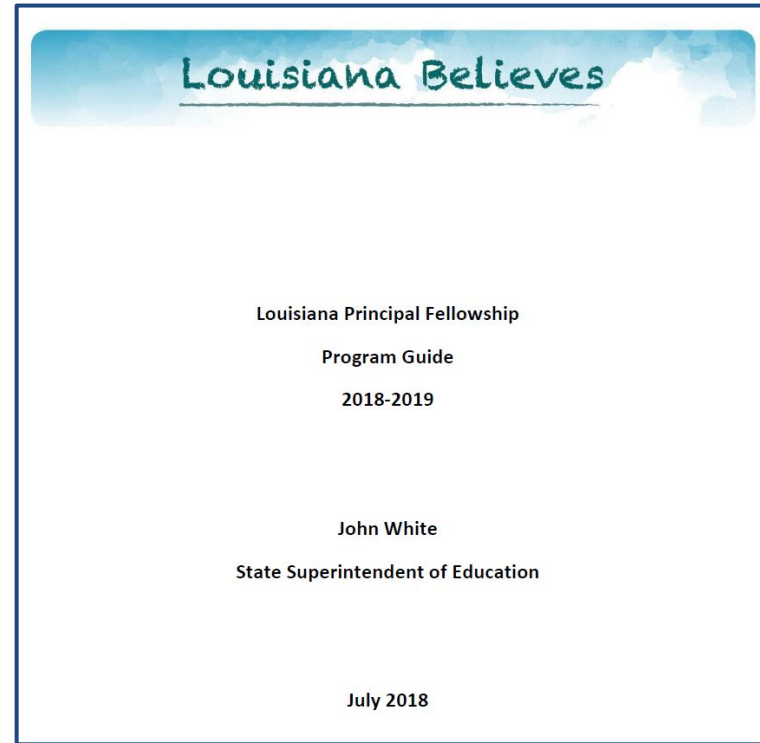 Louisiana Believes
Louisiana Principal Fellowship
Program Guide
2018-2019
John White
State Superintendent of Education
July 2018